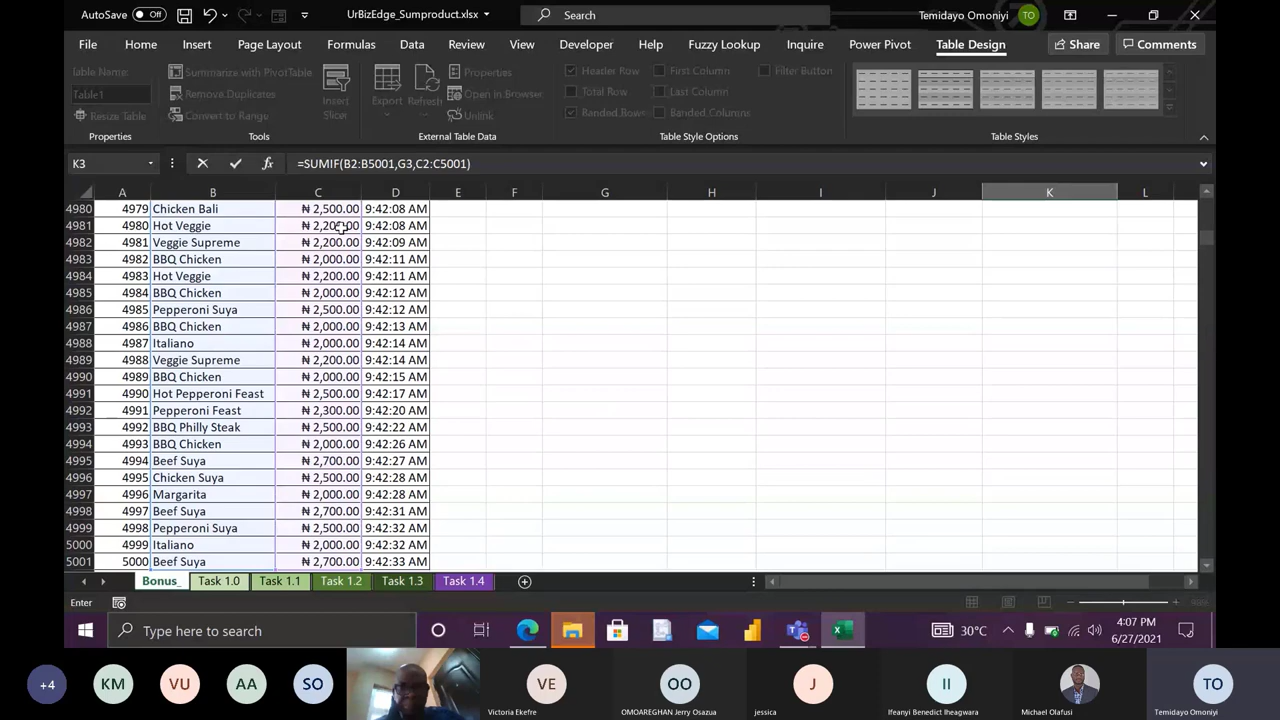 AutoSave Off UrBizEdge_Sumproduct.xlsx Search Temidayo Omoniyi TO
File Home Insert Page Layout Formulas Data Review View Developer Help Fuzzy Lookup Inquire Power Pivot Table Design Share Comments
Table Name: Summarize with PivotTable Properties Header Row First Column Filter Button
Table1 Remove Duplicates Insert Slicer Export Refresh Open in Browser Total Row Last Column
Resize Table Convert to Range Unlink Banded Rows Banded Columns
Properties Tools External Table Data Table Style Options Table Styles
K3 fx =SUMIF(B2:B5001,G3,C2:C5001)
A B C D E F G H I J K L
4980 4979 Chicken Bali ₦ 2,500.00 9:42:08 AM
4981 4980 Hot Veggie ₦ 2,200.00 9:42:08 AM
4982 4981 Veggie Supreme ₦ 2,200.00 9:42:09 AM
4983 4982 BBQ Chicken ₦ 2,000.00 9:42:11 AM
4984 4983 Hot Veggie ₦ 2,200.00 9:42:11 AM
4985 4984 BBQ Chicken ₦ 2,000.00 9:42:12 AM
4986 4985 Pepperoni Suya ₦ 2,500.00 9:42:12 AM
4987 4986 BBQ Chicken ₦ 2,000.00 9:42:13 AM
4988 4987 Italiano ₦ 2,000.00 9:42:14 AM
4989 4988 Veggie Supreme ₦ 2,200.00 9:42:14 AM
4990 4989 BBQ Chicken ₦ 2,000.00 9:42:15 AM
4991 4990 Hot Pepperoni Feast ₦ 2,500.00 9:42:17 AM
4992 4991 Pepperoni Feast ₦ 2,300.00 9:42:20 AM
4993 4992 BBQ Philly Steak ₦ 2,500.00 9:42:22 AM
4994 4993 BBQ Chicken ₦ 2,000.00 9:42:26 AM
4995 4994 Beef Suya ₦ 2,700.00 9:42:27 AM
4996 4995 Chicken Suya ₦ 2,500.00 9:42:28 AM
4997 4996 Margarita ₦ 2,000.00 9:42:28 AM
4998 4997 Beef Suya ₦ 2,700.00 9:42:31 AM
4999 4998 Pepperoni Suya ₦ 2,500.00 9:42:32 AM
5000 4999 Italiano ₦ 2,000.00 9:42:32 AM
5001 5000 Beef Suya ₦ 2,700.00 9:42:33 AM
Bonus_ Task 1.0 Task 1.1 Task 1.2 Task 1.3 Task 1.4
Enter
Type here to search 30°C 4:07 PM
6/27/2021
+4 KM VU AA SO VE OO J II TO
Victoria Ekefre OMOAREGHAN Jerry Osazua jessica Ifeanyi Benedict Iheagwara Michael Olafusi Temidayo Omoniyi